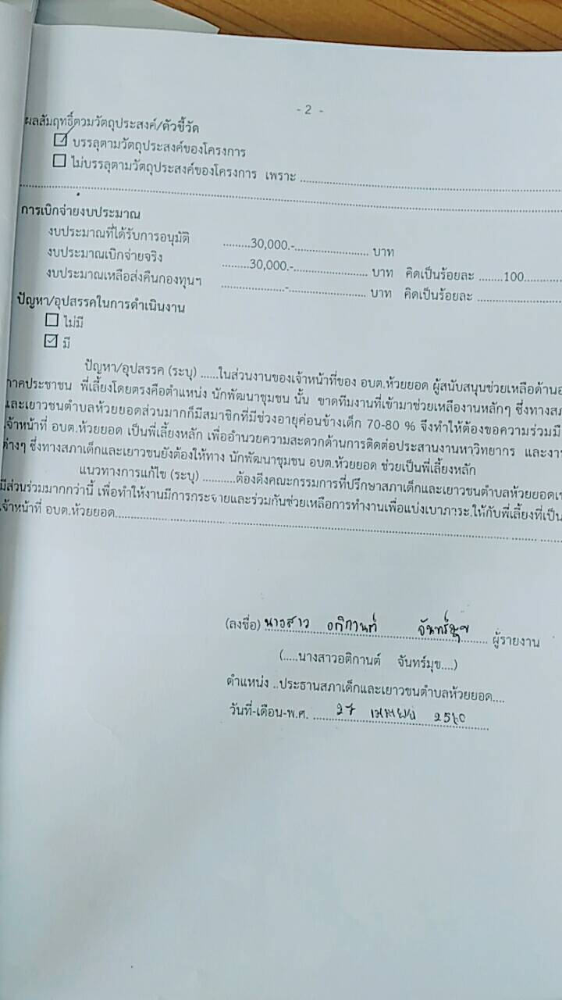 - 2 -
ผลสัมฤทธิ์ตามวัตถุประสงค์/ตัวชี้วัด
☑ บรรลุตามวัตถุประสงค์ของโครงการ
☐ ไม่บรรลุตามวัตถุประสงค์ของโครงการ เพราะ ........................................
การเบิกจ่ายงบประมาณ
งบประมาณที่ได้รับการอนุมัติ .........30,000.-........................ บาท
งบประมาณเบิกจ่ายจริง .........30,000.-........................ บาท คิดเป็นร้อยละ ........100............
งบประมาณเหลือส่งคืนกองทุนฯ .....................-......................... บาท คิดเป็นร้อยละ ........................
ปัญหา/อุปสรรคในการดำเนินงาน
☐ ไม่มี
☑ มี
ปัญหา/อุปสรรค (ระบุ) ......ในส่วนงานของเจ้าหน้าที่ของ อบต.ห้วยยอด ผู้สนับสนุนช่วยเหลือด้าน
ภาคประชาชน พี่เลี้ยงโดยตรงคือตำแหน่ง นักพัฒนาชุมชน นั้น ขาดทีมงานที่เข้ามาช่วยเหลืองานหลักๆ ซึ่งทาง
และเยาวชนตำบลห้วยยอดส่วนมากก็มีสมาชิกที่มีช่วงอายุค่อนข้างเด็ก 70-80 % จึงทำให้ต้องขอความร่วมมื
เจ้าหน้าที่ อบต.ห้วยยอด เป็นพี่เลี้ยงหลัก เพื่ออำนวยความสะดวกด้านการติดต่อประสานงานหาวิทยากร และ
ต่างๆ ซึ่งทางสภาเด็กและเยาวชนยังต้องให้ทาง นักพัฒนาชุมชน อบต.ห้วยยอด ช่วยเป็นพี่เลี้ยงหลัก
แนวทางการแก้ไข (ระบุ) ...........ต้องดึงคณะกรรมการที่ปรึกษาสภาเด็กและเยาวชนตำบลห้วยยอด
มีส่วนร่วมมากกว่านี้ เพื่อทำให้งานมีการกระจายและร่วมกันช่วยเหลือการทำงานเพื่อแบ่งเบาภาระ.ให้กับพี่เลี้ยงที่เป็น
เจ้าหน้าที่ อบต.ห้วยยอด........................................
(ลงชื่อ) นางสาว อติกานต์ จันทร์มุข ผู้รายงาน
(.....นางสาวอติกานต์ จันทร์มุข....)
ตำแหน่ง ..ประธานสภาเด็กและเยาวชนตำบลห้วยยอด....
วันที่-เดือน-พ.ศ. 27 เมษายน 2560